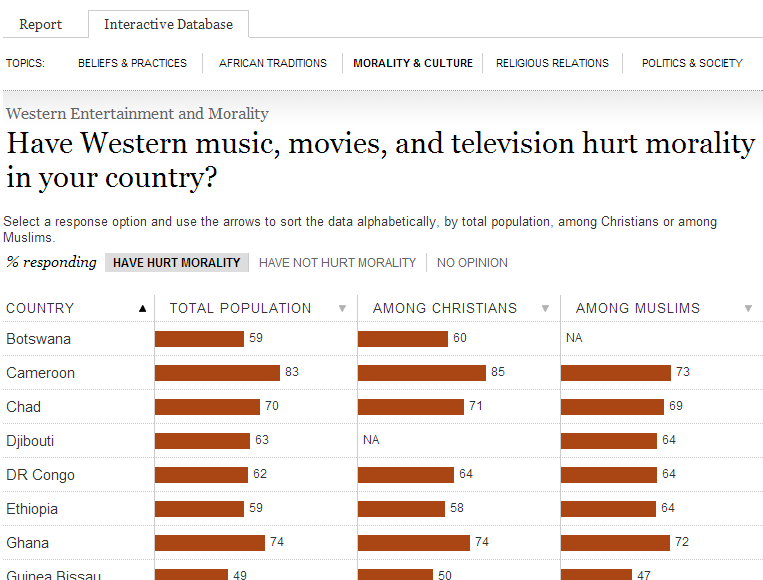 Report Interactive Database
TOPICS: BELIEFS & PRACTICES AFRICAN TRADITIONS MORALITY & CULTURE RELIGIOUS RELATIONS POLITICS & SOCIETY
Western Entertainment and Morality
Have Western music, movies, and television hurt morality
in your country?
Select a response option and use the arrows to sort the data alphabetically, by total population, among Christians or among
Muslims.
% responding HAVE HURT MORALITY HAVE NOT HURT MORALITY NO OPINION
COUNTRY ▲ TOTAL POPULATION ▼ AMONG CHRISTIANS ▼ AMONG MUSLIMS ▼
Botswana 59 60 NA
Cameroon 83 85 73
Chad 70 71 69
Djibouti 63 NA 64
DR Congo 62 64 64
Ethiopia 59 58 64
Ghana 74 74 72
Guinea Bissau 49 50 47